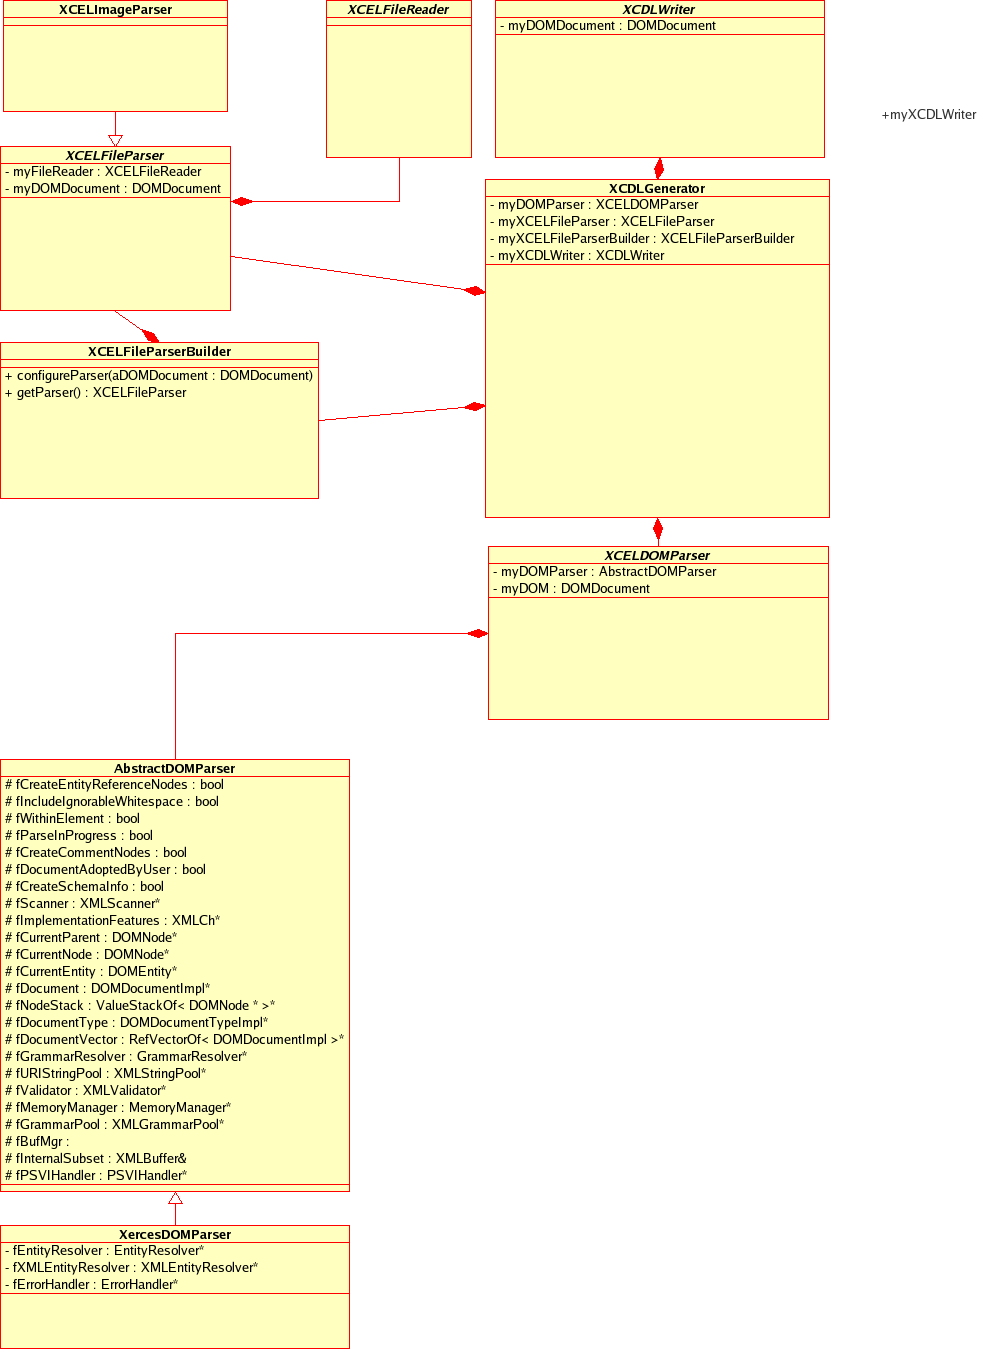 XCELImageParser
XCELFileReader
XCDLWriter
- myDOMDocument : DOMDocument
+myXCDLWriter
XCELFileParser
- myFileReader : XCELFileReader
- myDOMDocument : DOMDocument
XCDLGenerator
- myDOMParser : XCELDOMParser
- myXCELFileParser : XCELFileParser
- myXCELFileParserBuilder : XCELFileParserBuilder
- myXCDLWriter : XCDLWriter
XCELFileParserBuilder
+ configureParser(aDOMDocument : DOMDocument)
+ getParser() : XCELFileParser
XCELDOMParser
- myDOMParser : AbstractDOMParser
- myDOM : DOMDocument
AbstractDOMParser
# fCreateEntityReferenceNodes : bool
# fIncludeIgnorableWhitespace : bool
# fWithinElement : bool
# fParseInProgress : bool
# fCreateCommentNodes : bool
# fDocumentAdoptedByUser : bool
# fCreateSchemaInfo : bool
# fScanner : XMLScanner*
# fImplementationFeatures : XMLCh*
# fCurrentParent : DOMNode*
# fCurrentNode : DOMNode*
# fCurrentEntity : DOMEntity*
# fDocument : DOMDocumentImpl*
# fNodeStack : ValueStackOf< DOMNode * >*
# fDocumentType : DOMDocumentTypeImpl*
# fDocumentVector : RefVectorOf< DOMDocumentImpl >*
# fGrammarResolver : GrammarResolver*
# fURIStringPool : XMLStringPool*
# fValidator : XMLValidator*
# fMemoryManager : MemoryManager*
# fGrammarPool : XMLGrammarPool*
# fBufMgr :
# fInternalSubset : XMLBuffer&
# fPSVIHandler : PSVIHandler*
XercesDOMParser
- fEntityResolver : EntityResolver*
- fXMLEntityResolver : XMLEntityResolver*
- fErrorHandler : ErrorHandler*